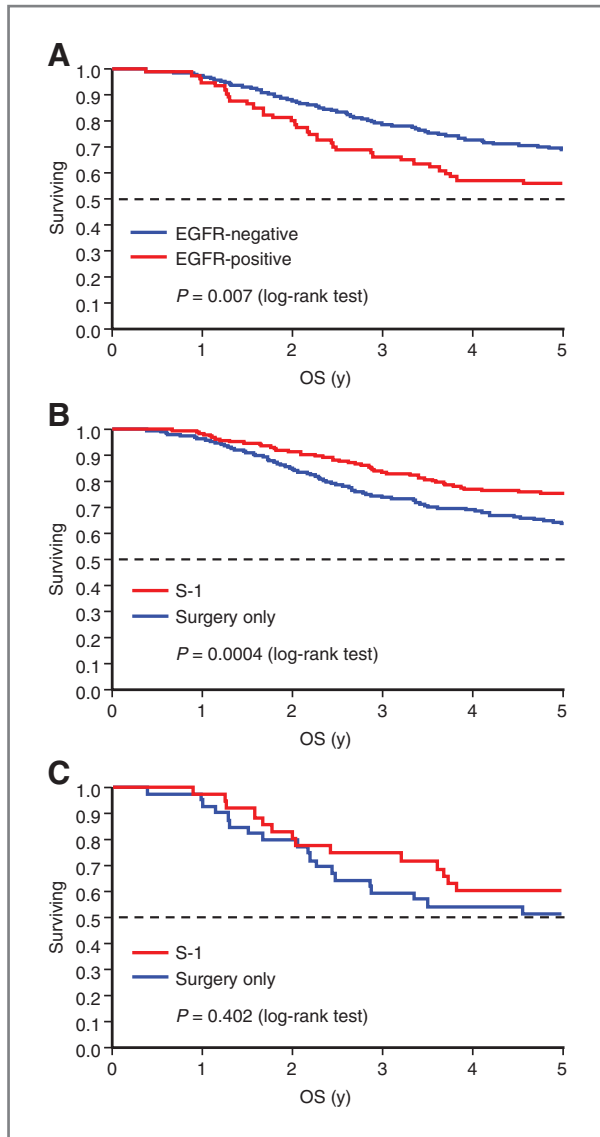 A
1.0
0.9
0.8
0.7
0.6
0.5
0.4
0.3
0.2
0.1
0.0
Surviving
EGFR-negative
EGFR-positive
P = 0.007 (log-rank test)
0 1 2 3 4 5
OS (y)
B
1.0
0.9
0.8
0.7
0.6
0.5
0.4
0.3
0.2
0.1
0.0
Surviving
S-1
Surgery only
P = 0.0004 (log-rank test)
0 1 2 3 4 5
OS (y)
C
1.0
0.9
0.8
0.7
0.6
0.5
0.4
0.3
0.2
0.1
0.0
Surviving
S-1
Surgery only
P = 0.402 (log-rank test)
0 1 2 3 4 5
OS (y)